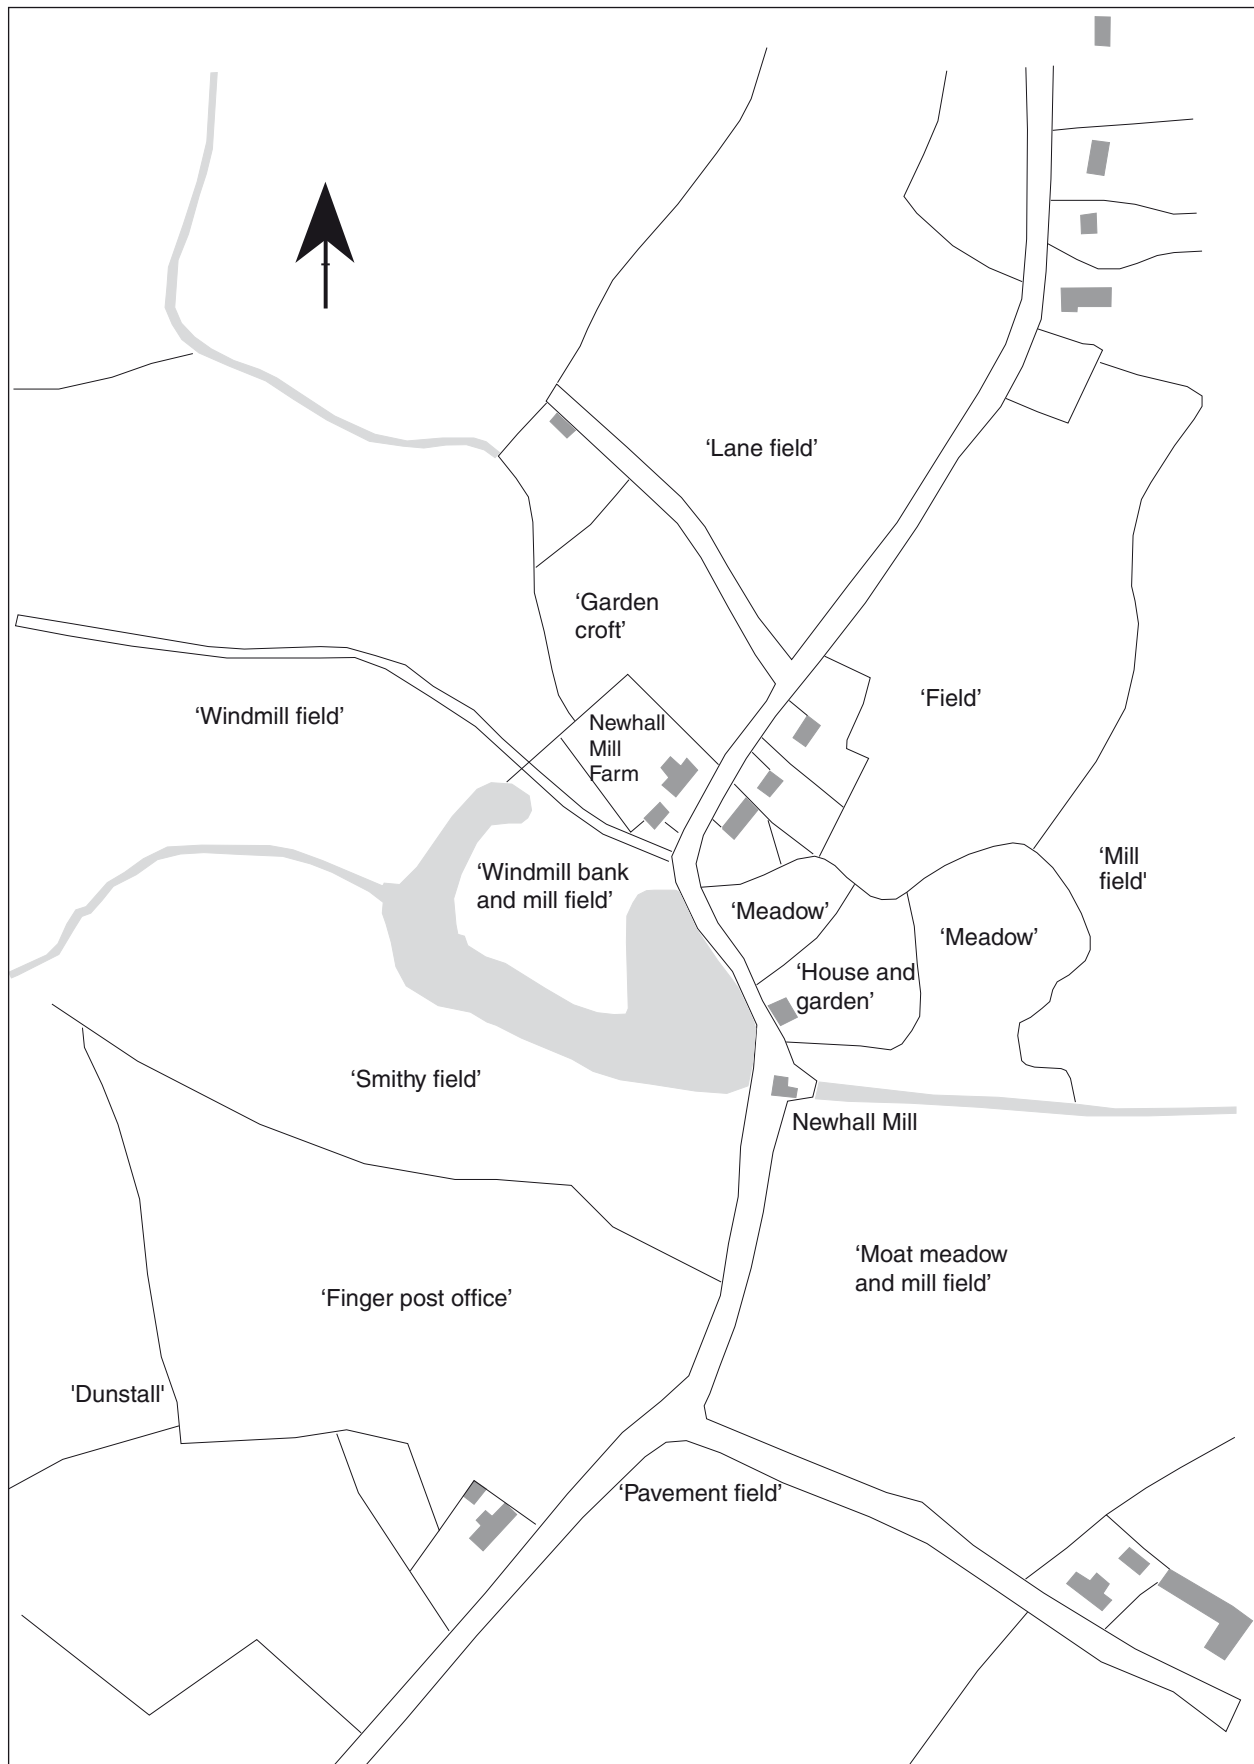 ‘Lane field’
‘Garden
croft’
‘Field’
‘Windmill field’
Newhall
Mill
Farm
‘Windmill bank
and mill field’
‘Mill
field'
‘Meadow’
‘Meadow’
‘House and
garden’
‘Smithy field’
Newhall Mill
‘Moat meadow
and mill field’
‘Finger post office’
'Dunstall'
‘Pavement field’